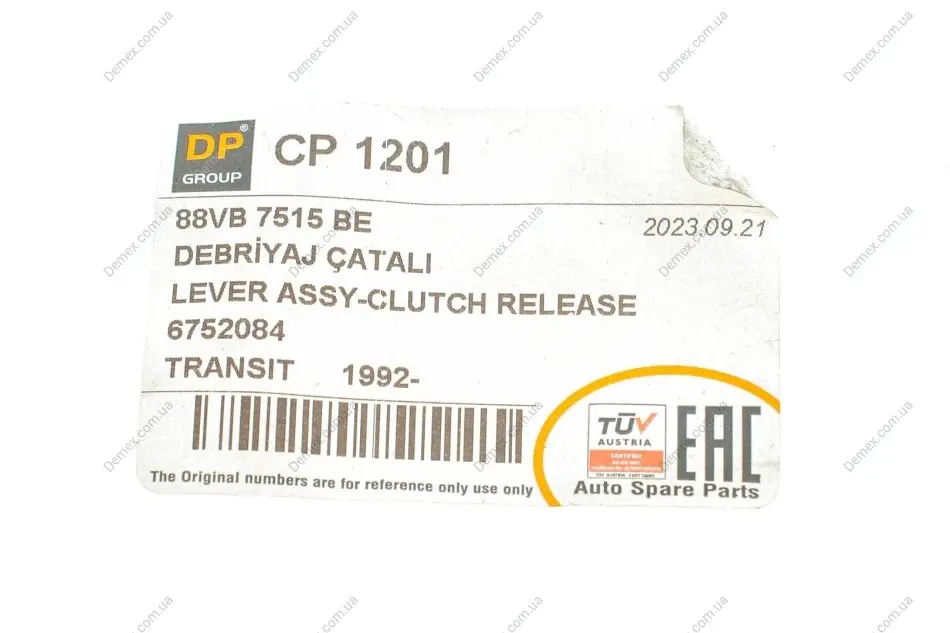 DP®
GROUP
CP 1201
88VB 7515 BE
2023.09.21
DEBRİYAJ ÇATALI
LEVER ASSY-CLUTCH RELEASE
6752084
TRANSIT 1992-
The Original numbers are for reference only use only
TÜV
AUSTRIA
CERTIFIED
EAC
Auto Spare Parts
Demex.com.ua